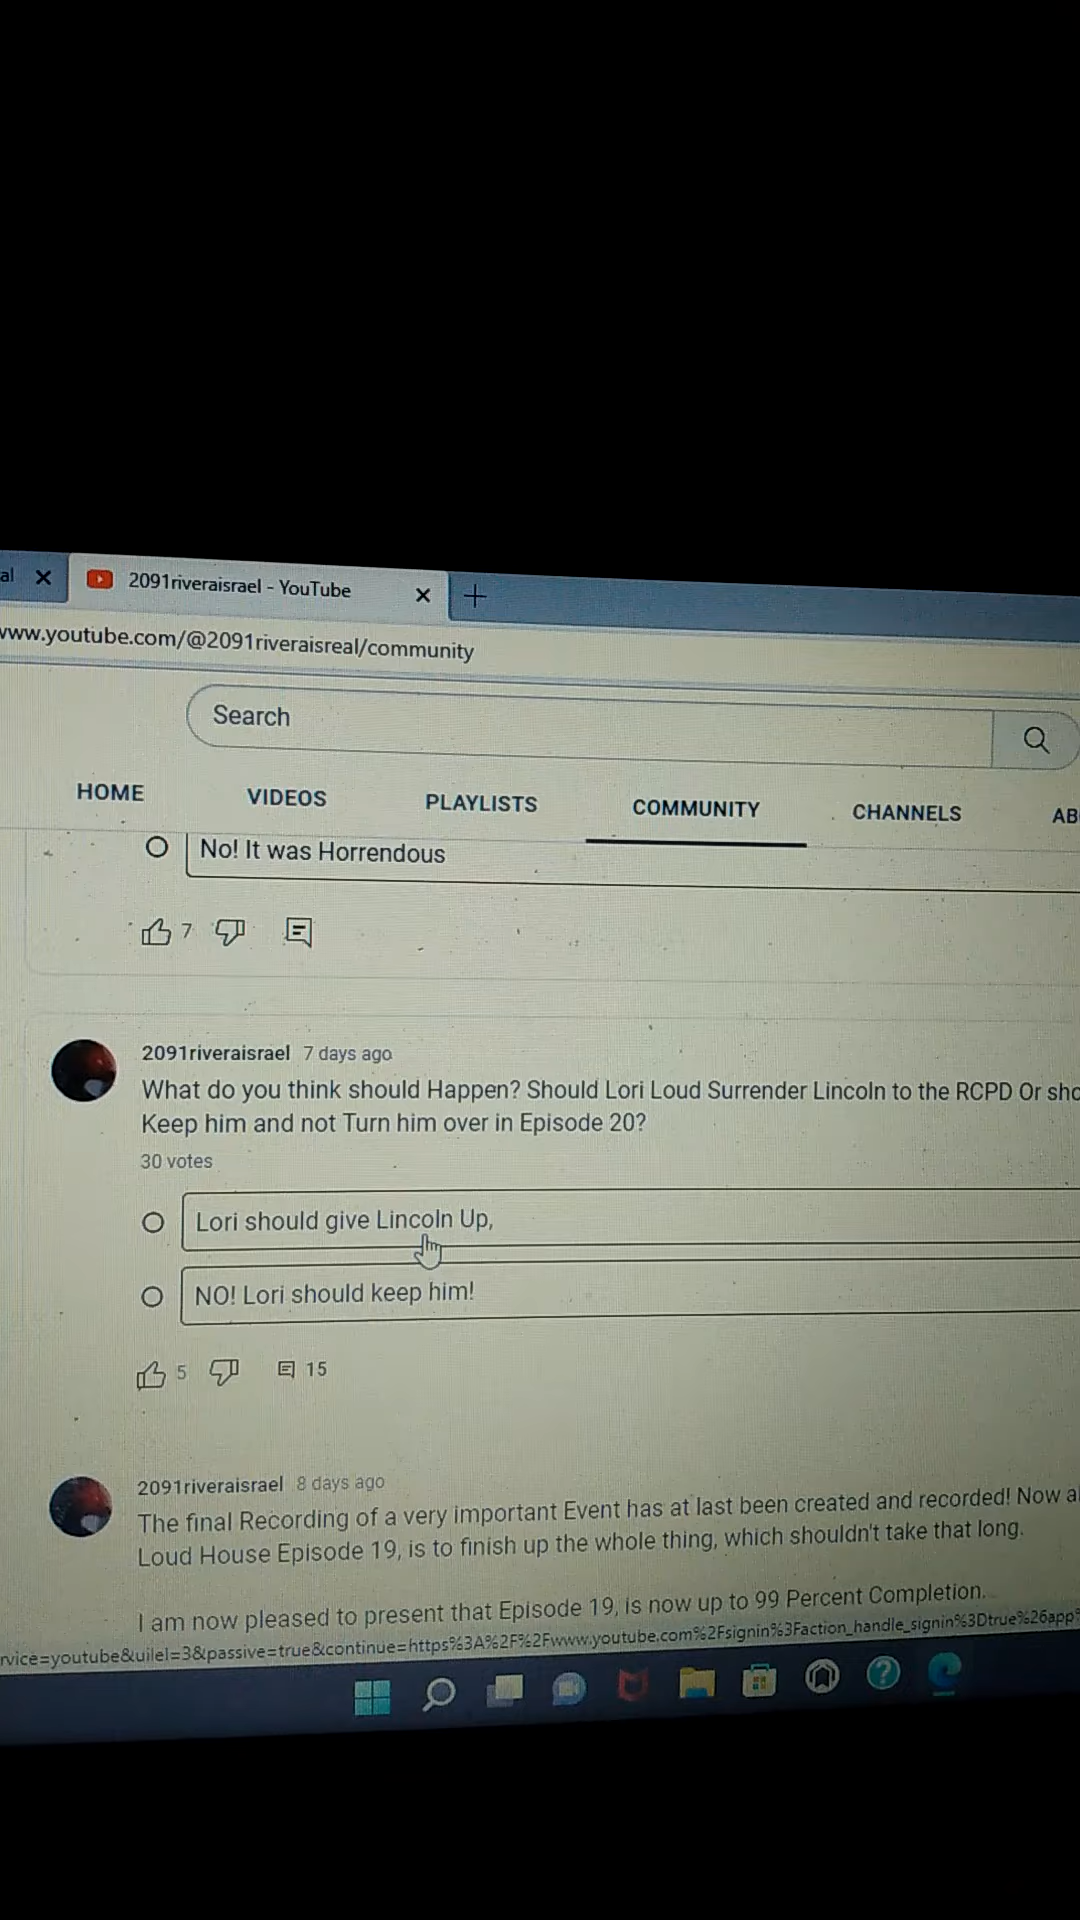 al
2091riveraisrael - YouTube
www.youtube.com/@2091riveraisreal/community
Search
HOME VIDEOS PLAYLISTS COMMUNITY CHANNELS AB
No! It was Horrendous
7
2091riveraisrael 7 days ago
What do you think should Happen? Should Lori Loud Surrender Lincoln to the RCPD Or sho
Keep him and not Turn him over in Episode 20?
30 votes
Lori should give Lincoln Up,
NO! Lori should keep him!
5 15
2091riveraisrael 8 days ago
The final Recording of a very important Event has at last been created and recorded! Now a
Loud House Episode 19, is to finish up the whole thing, which shouldn't take that long.
I am now pleased to present that Episode 19, is now up to 99 Percent Completion.
rvice=youtube&uilel=3&passive=true&continue=https%3A%2F%2Fwww.youtube.com%2Fsignin%3Faction_handle_signin%3Dtrue%26app